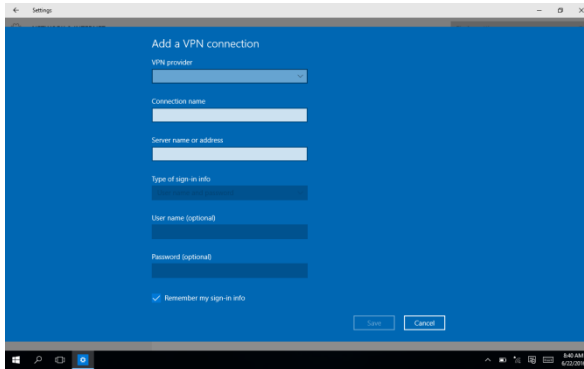 Settings
Add a VPN connection
VPN provider
Connection name
Server name or address
Type of sign-in info
User name (optional)
Password (optional)
Remember my sign-in info
Save Cancel
8:40 AM